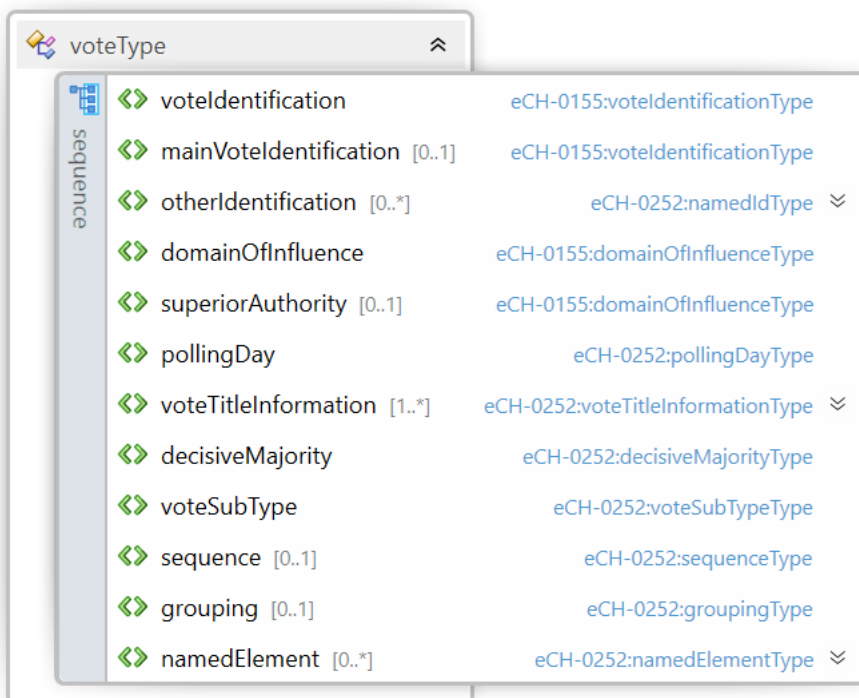 voteType
sequence
voteIdentification eCH-0155:voteIdentificationType
mainVoteIdentification [0..1] eCH-0155:voteIdentificationType
otherIdentification [0..*] eCH-0252:namedIdType
domainOfInfluence eCH-0155:domainOfInfluenceType
superiorAuthority [0..1] eCH-0155:domainOfInfluenceType
pollingDay eCH-0252:pollingDayType
voteTitleInformation [1..*] eCH-0252:voteTitleInformationType
decisiveMajority eCH-0252:decisiveMajorityType
voteSubType eCH-0252:voteSubTypeType
sequence [0..1] eCH-0252:sequenceType
grouping [0..1] eCH-0252:groupingType
namedElement [0..*] eCH-0252:namedElementType